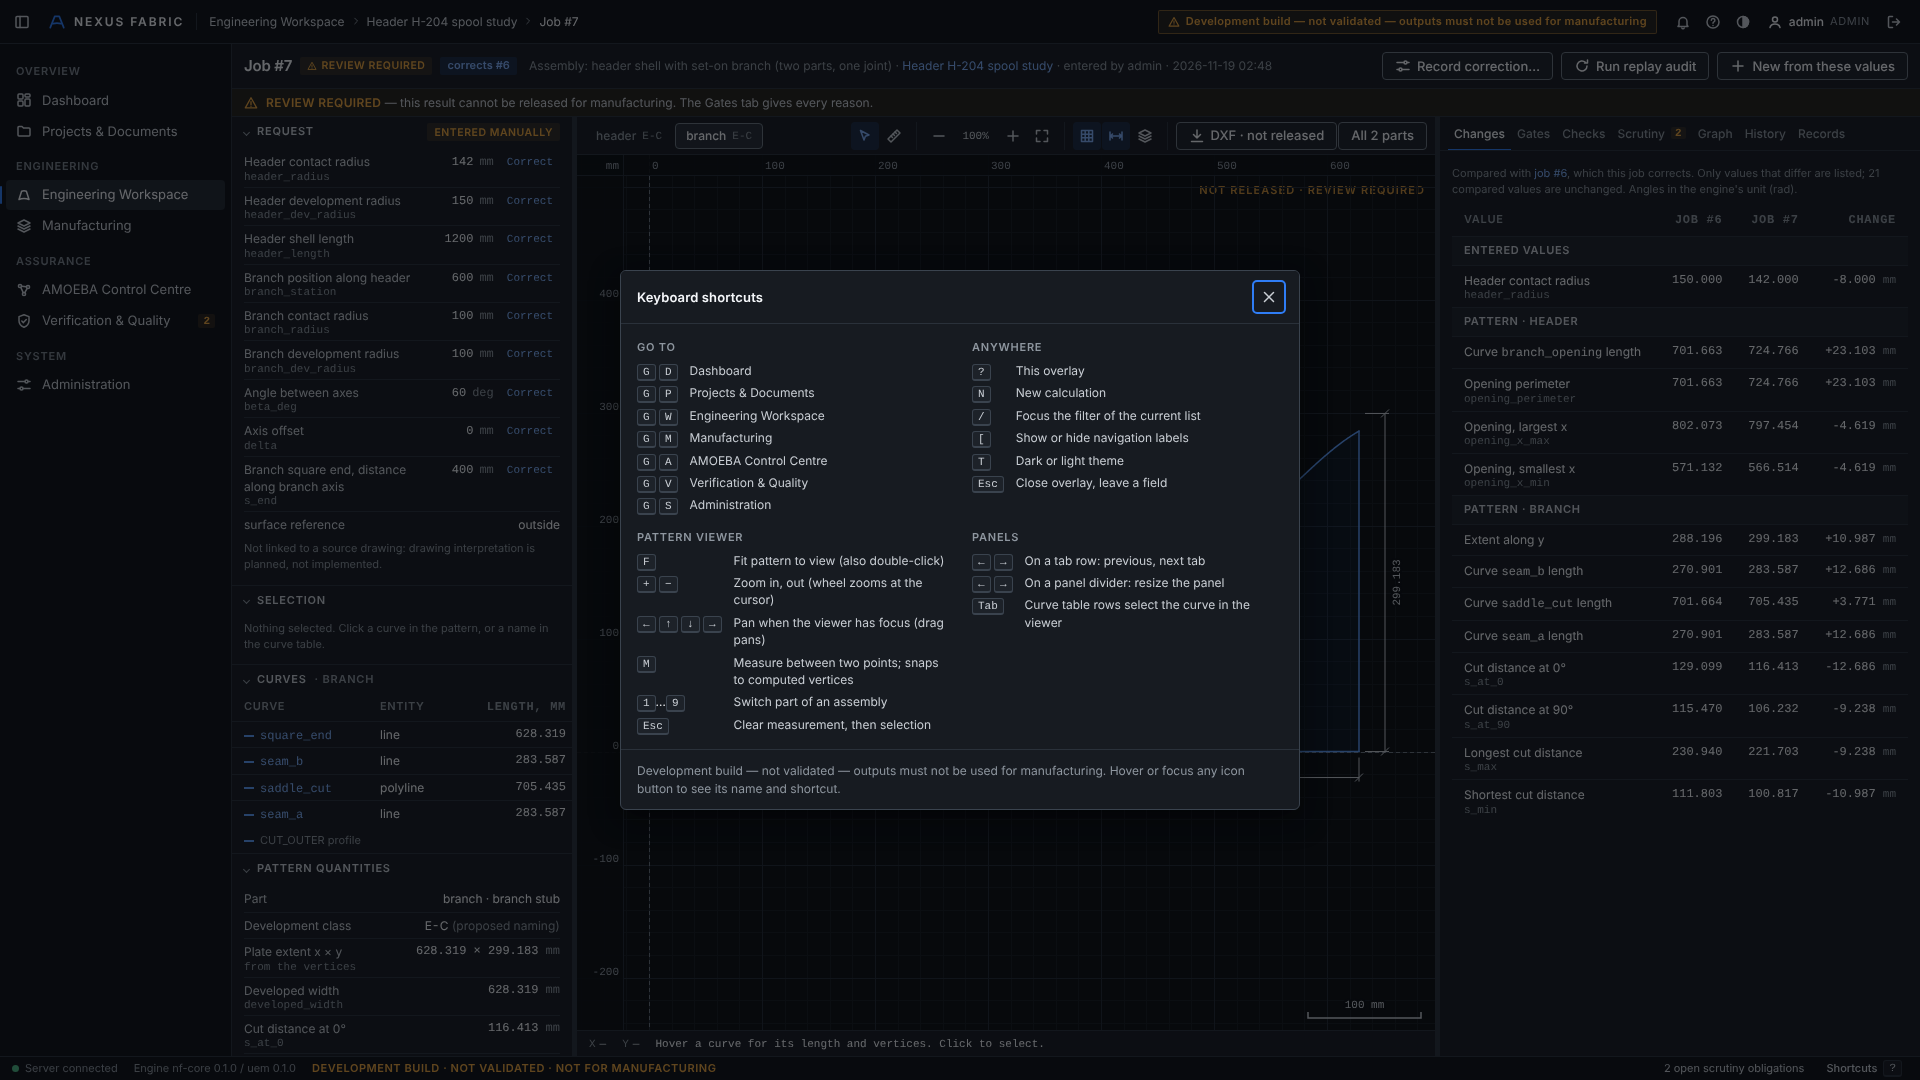 NEXUS FABRIC
Engineering Workspace › Header H-204 spool study › Job #7
Development build — not validated — outputs must not be used for manufacturing
admin ADMIN
OVERVIEW
Dashboard
Projects & Documents
ENGINEERING
Engineering Workspace
Manufacturing
ASSURANCE
AMOEBA Control Centre
Verification & Quality 2
SYSTEM
Administration
Job #7 REVIEW REQUIRED corrects #6 Assembly: header shell with set-on branch (two parts, one joint) · Header H-204 spool study · entered by admin · 2026-11-19 02:48
Record correction... Run replay audit New from these values
REVIEW REQUIRED — this result cannot be released for manufacturing. The Gates tab gives every reason.
REQUEST ENTERED MANUALLY
Header contact radius 142 mm Correct
header_radius
Header development radius 150 mm Correct
header_dev_radius
Header shell length 1200 mm Correct
header_length
Branch position along header 600 mm Correct
branch_station
Branch contact radius 100 mm Correct
branch_radius
Branch development radius 100 mm Correct
branch_dev_radius
Angle between axes 60 deg Correct
beta_deg
Axis offset 0 mm Correct
delta
Branch square end, distance 400 mm Correct
along branch axis
s_end
surface reference outside
Not linked to a source drawing: drawing interpretation is
planned, not implemented.
SELECTION
Nothing selected. Click a curve in the pattern, or a name in
the curve table.
CURVES · BRANCH
CURVE ENTITY LENGTH, MM
square_end line 628.319
seam_b line 283.587
saddle_cut polyline 705.435
seam_a line 283.587
CUT_OUTER profile
PATTERN QUANTITIES
Part branch · branch stub
Development class E-C (proposed naming)
Plate extent x × y 628.319 × 299.183 mm
from the vertices
Developed width 628.319 mm
developed_width
Cut distance at 0° 116.413 mm
s_at_0
header E-C branch E-C
100%
DXF · not released All 2 parts
mm 0 100 200 300 400 500 600
NOT RELEASED · REVIEW REQUIRED
400
300
200
100
0
-100
-200
299.183
100 mm
X — Y — Hover a curve for its length and vertices. Click to select.
Keyboard shortcuts
GO TO
G D Dashboard
G P Projects & Documents
G W Engineering Workspace
G M Manufacturing
G A AMOEBA Control Centre
G V Verification & Quality
G S Administration
ANYWHERE
? This overlay
N New calculation
/ Focus the filter of the current list
[ Show or hide navigation labels
T Dark or light theme
Esc Close overlay, leave a field
PATTERN VIEWER
F Fit pattern to view (also double-click)
+ − Zoom in, out (wheel zooms at the
cursor)
← ↑ ↓ → Pan when the viewer has focus (drag
pans)
M Measure between two points; snaps
to computed vertices
1…9 Switch part of an assembly
Esc Clear measurement, then selection
PANELS
← → On a tab row: previous, next tab
← → On a panel divider: resize the panel
Tab Curve table rows select the curve in the
viewer
Development build — not validated — outputs must not be used for manufacturing. Hover or focus any icon
button to see its name and shortcut.
Changes Gates Checks Scrutiny 2 Graph History Records
Compared with job #6, which this job corrects. Only values that differ are listed; 21
compared values are unchanged. Angles in the engine's unit (rad).
VALUE JOB #6 JOB #7 CHANGE
ENTERED VALUES
Header contact radius 150.000 142.000 -8.000 mm
header_radius
PATTERN · HEADER
Curve branch_opening length 701.663 724.766 +23.103 mm
Opening perimeter 701.663 724.766 +23.103 mm
opening_perimeter
Opening, largest x 802.073 797.454 -4.619 mm
opening_x_max
Opening, smallest x 571.132 566.514 -4.619 mm
opening_x_min
PATTERN · BRANCH
Extent along y 288.196 299.183 +10.987 mm
Curve seam_b length 270.901 283.587 +12.686 mm
Curve saddle_cut length 701.664 705.435 +3.771 mm
Curve seam_a length 270.901 283.587 +12.686 mm
Cut distance at 0° 129.099 116.413 -12.686 mm
s_at_0
Cut distance at 90° 115.470 106.232 -9.238 mm
s_at_90
Longest cut distance 230.940 221.703 -9.238 mm
s_max
Shortest cut distance 111.803 100.817 -10.987 mm
s_min
Server connected Engine nf-core 0.1.0 / uem 0.1.0 DEVELOPMENT BUILD · NOT VALIDATED · NOT FOR MANUFACTURING
2 open scrutiny obligations Shortcuts ?